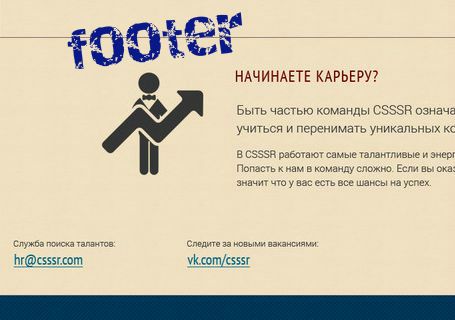 footer
НАЧИНАЕТЕ КАРЬЕРУ?
Быть частью команды CSSSR означа
учиться и перенимать уникальных ко
В CSSSR работают самые талантливые и энерг
Попасть к нам в команду сложно. Если вы оказ
значит что у вас есть все шансы на успех.
Служба поиска талантов:
hr@csssr.com
Следите за новыми вакансиями:
vk.com/csssr